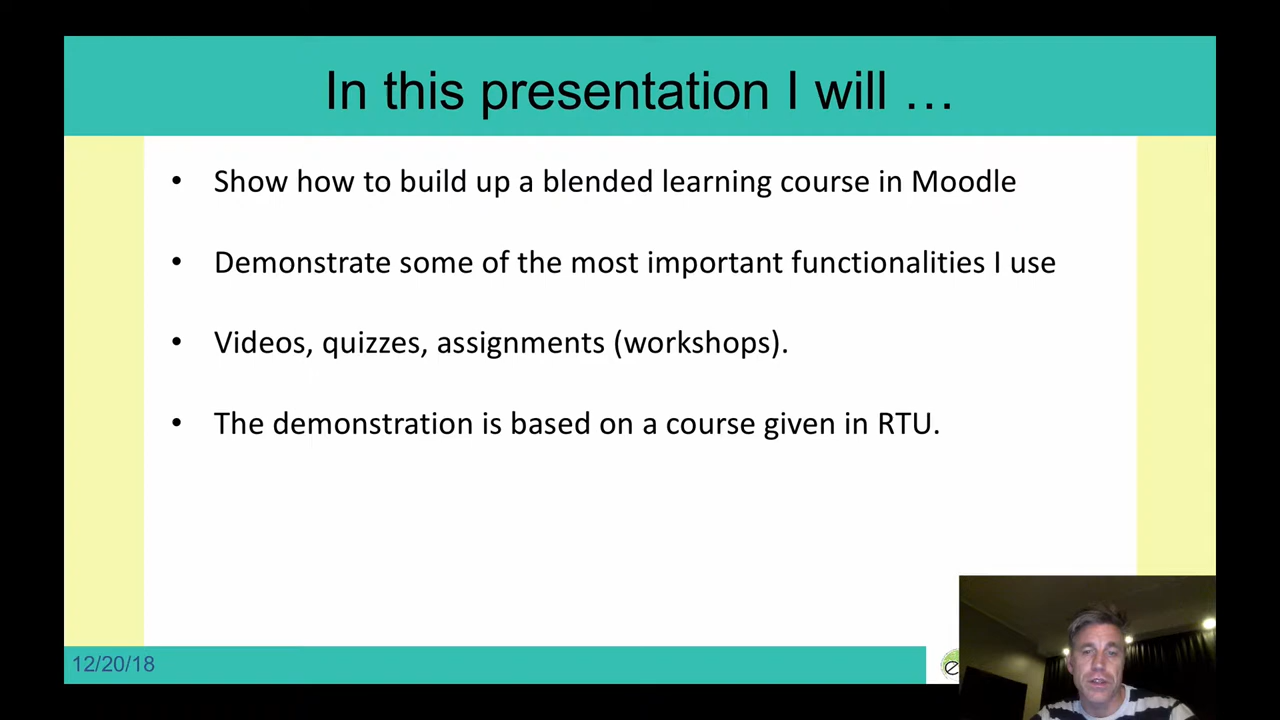 In this presentation I will …
• Show how to build up a blended learning course in Moodle
• Demonstrate some of the most important functionalities I use
• Videos, quizzes, assignments (workshops).
• The demonstration is based on a course given in RTU.
12/20/18
e